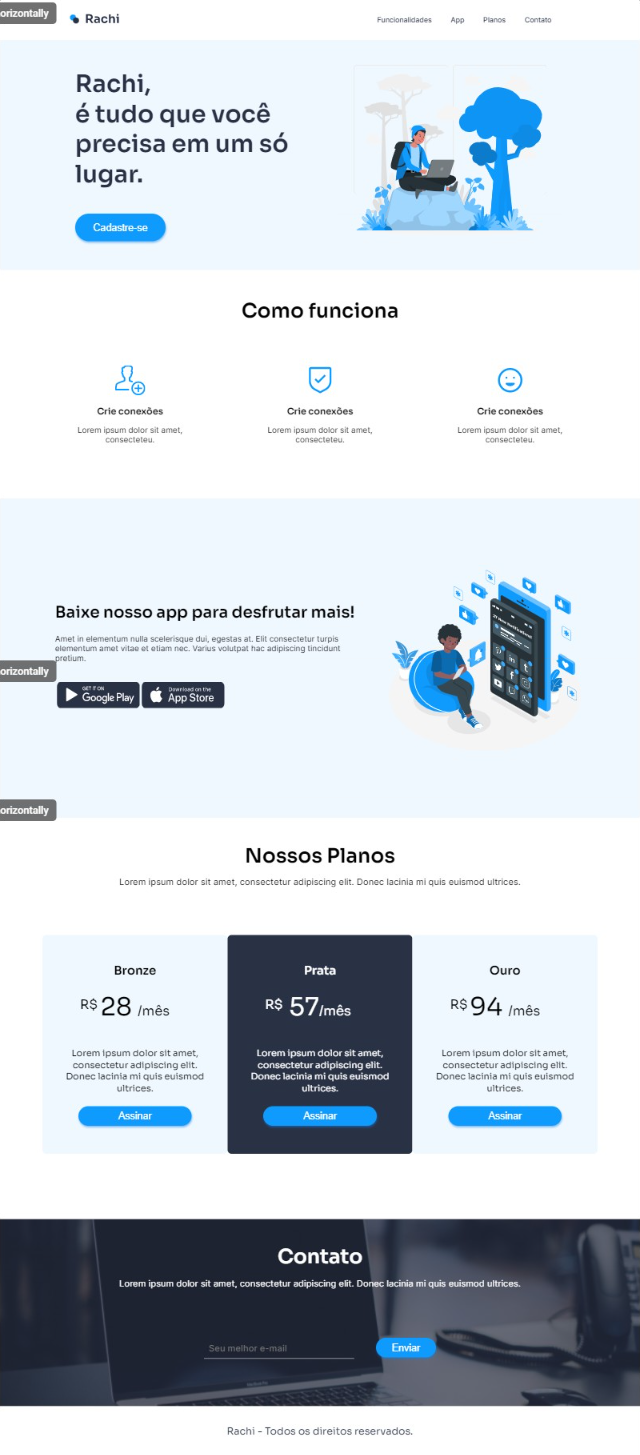 orizontally
Rachi
Funcionalidades
App
Planos
Contato
Rachi,
é tudo que você
precisa em um só
lugar.
Cadastre-se
Como funciona
Crie conexões
Lorem ipsum dolor sit amet,
consecteteu.
Crie conexões
Lorem ipsum dolor sit amet,
consecteteu.
Crie conexões
Lorem ipsum dolor sit amet,
consecteteu.
Baixe nosso app para desfrutar mais!
Amet in elementum nulla scelerisque dui, egestas at. Elit consectetur turpis
elementum amet vitae et etiam nec. Varius volutpat hac adipiscing tincidunt
pretium.
orizontally
GET IT ON
Google Play
Download on the
App Store
orizontally
Nossos Planos
Lorem ipsum dolor sit amet, consectetur adipiscing elit. Donec lacinia mi quis euismod ultrices.
Bronze
R$ 28 /mês
Lorem ipsum dolor sit amet,
consectetur adipiscing elit.
Donec lacinia mi quis euismod
ultrices.
Assinar
Prata
R$ 57/mês
Lorem ipsum dolor sit amet,
consectetur adipiscing elit.
Donec lacinia mi quis euismod
ultrices.
Assinar
Ouro
R$ 94 /mês
Lorem ipsum dolor sit amet,
consectetur adipiscing elit.
Donec lacinia mi quis euismod
ultrices.
Assinar
Contato
Lorem ipsum dolor sit amet, consectetur adipiscing elit. Donec lacinia mi quis euismod ultrices.
Seu melhor e-mail
Enviar
Rachi - Todos os direitos reservados.